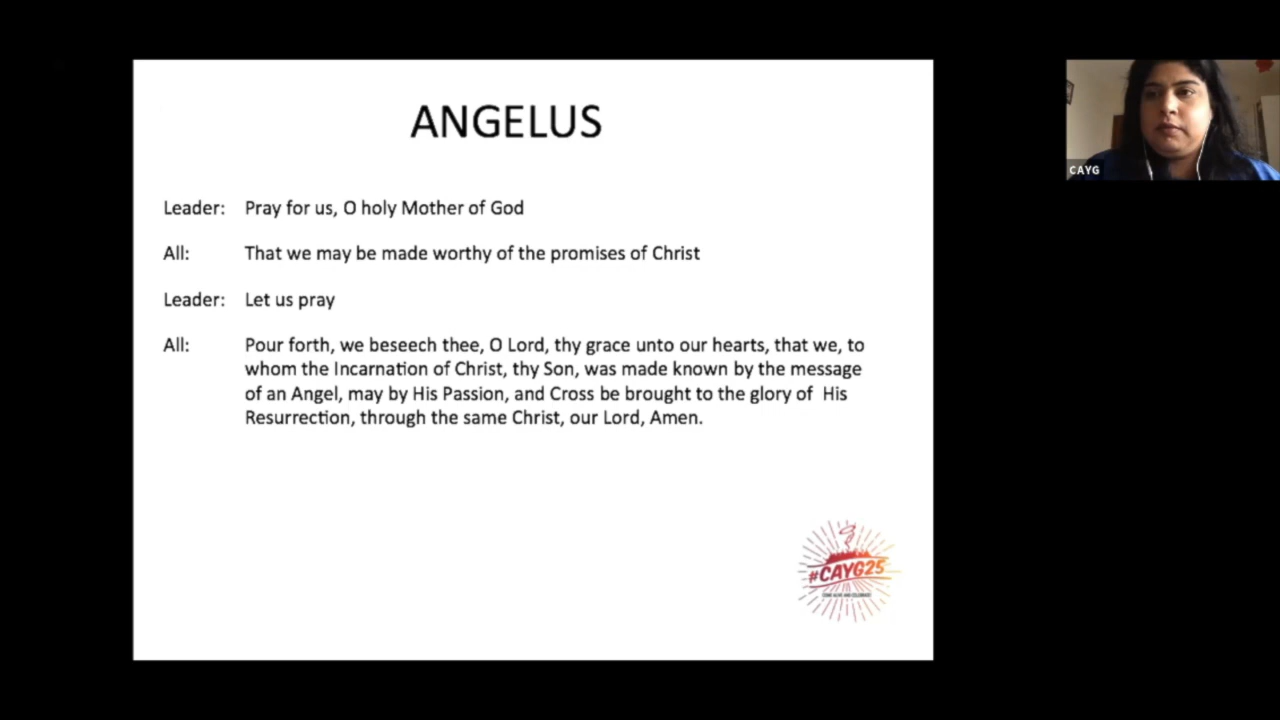 ANGELUS
Leader: Pray for us, O holy Mother of God
All: That we may be made worthy of the promises of Christ
Leader: Let us pray
All: Pour forth, we beseech thee, O Lord, thy grace unto our hearts, that we, to
whom the Incarnation of Christ, thy Son, was made known by the message
of an Angel, may by His Passion, and Cross be brought to the glory of His
Resurrection, through the same Christ, our Lord, Amen.
#CAYG25
COME ALIVE AND CELEBRATE
CAYG